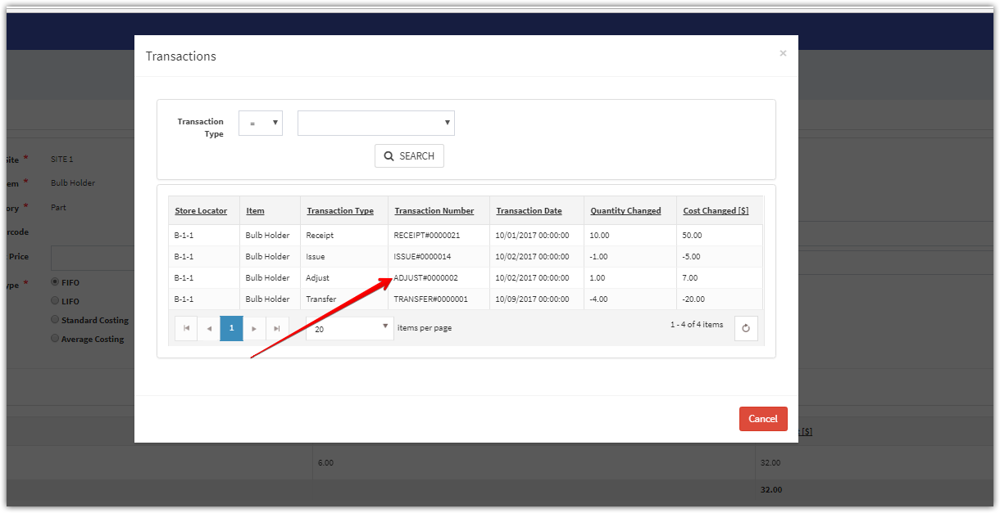 Transactions ×
Transaction Type = 
SEARCH
Site * SITE 1
em * Bulb Holder
ory * Part
rcode
Price
ype * FIFO
LIFO
Standard Costing
Average Costing
Store Locator Item Transaction Type Transaction Number Transaction Date Quantity Changed Cost Changed [$]
B-1-1 Bulb Holder Receipt RECEIPT#0000021 10/01/2017 00:00:00 10.00 50.00
B-1-1 Bulb Holder Issue ISSUE#0000014 10/02/2017 00:00:00 -1.00 -5.00
B-1-1 Bulb Holder Adjust ADJUST#0000002 10/02/2017 00:00:00 1.00 7.00
B-1-1 Bulb Holder Transfer TRANSFER#0000001 10/09/2017 00:00:00 -4.00 -20.00
1 20 items per page 1 - 4 of 4 items
Cancel
[$]
6.00 32.00
32.00